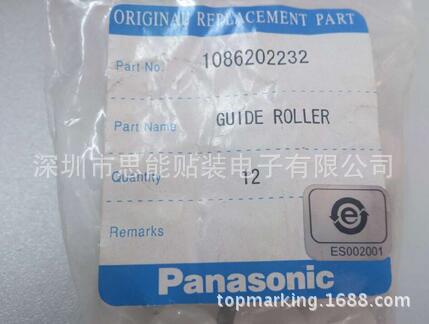 ORIGINAL REPLACEMENT PART
Part No. 1086202232
Part Name GUIDE ROLLER
深圳市思能贴装电子有限公司
Quantity 12
Remarks
e
ES002001
Panasonic
topmarking.1688.com